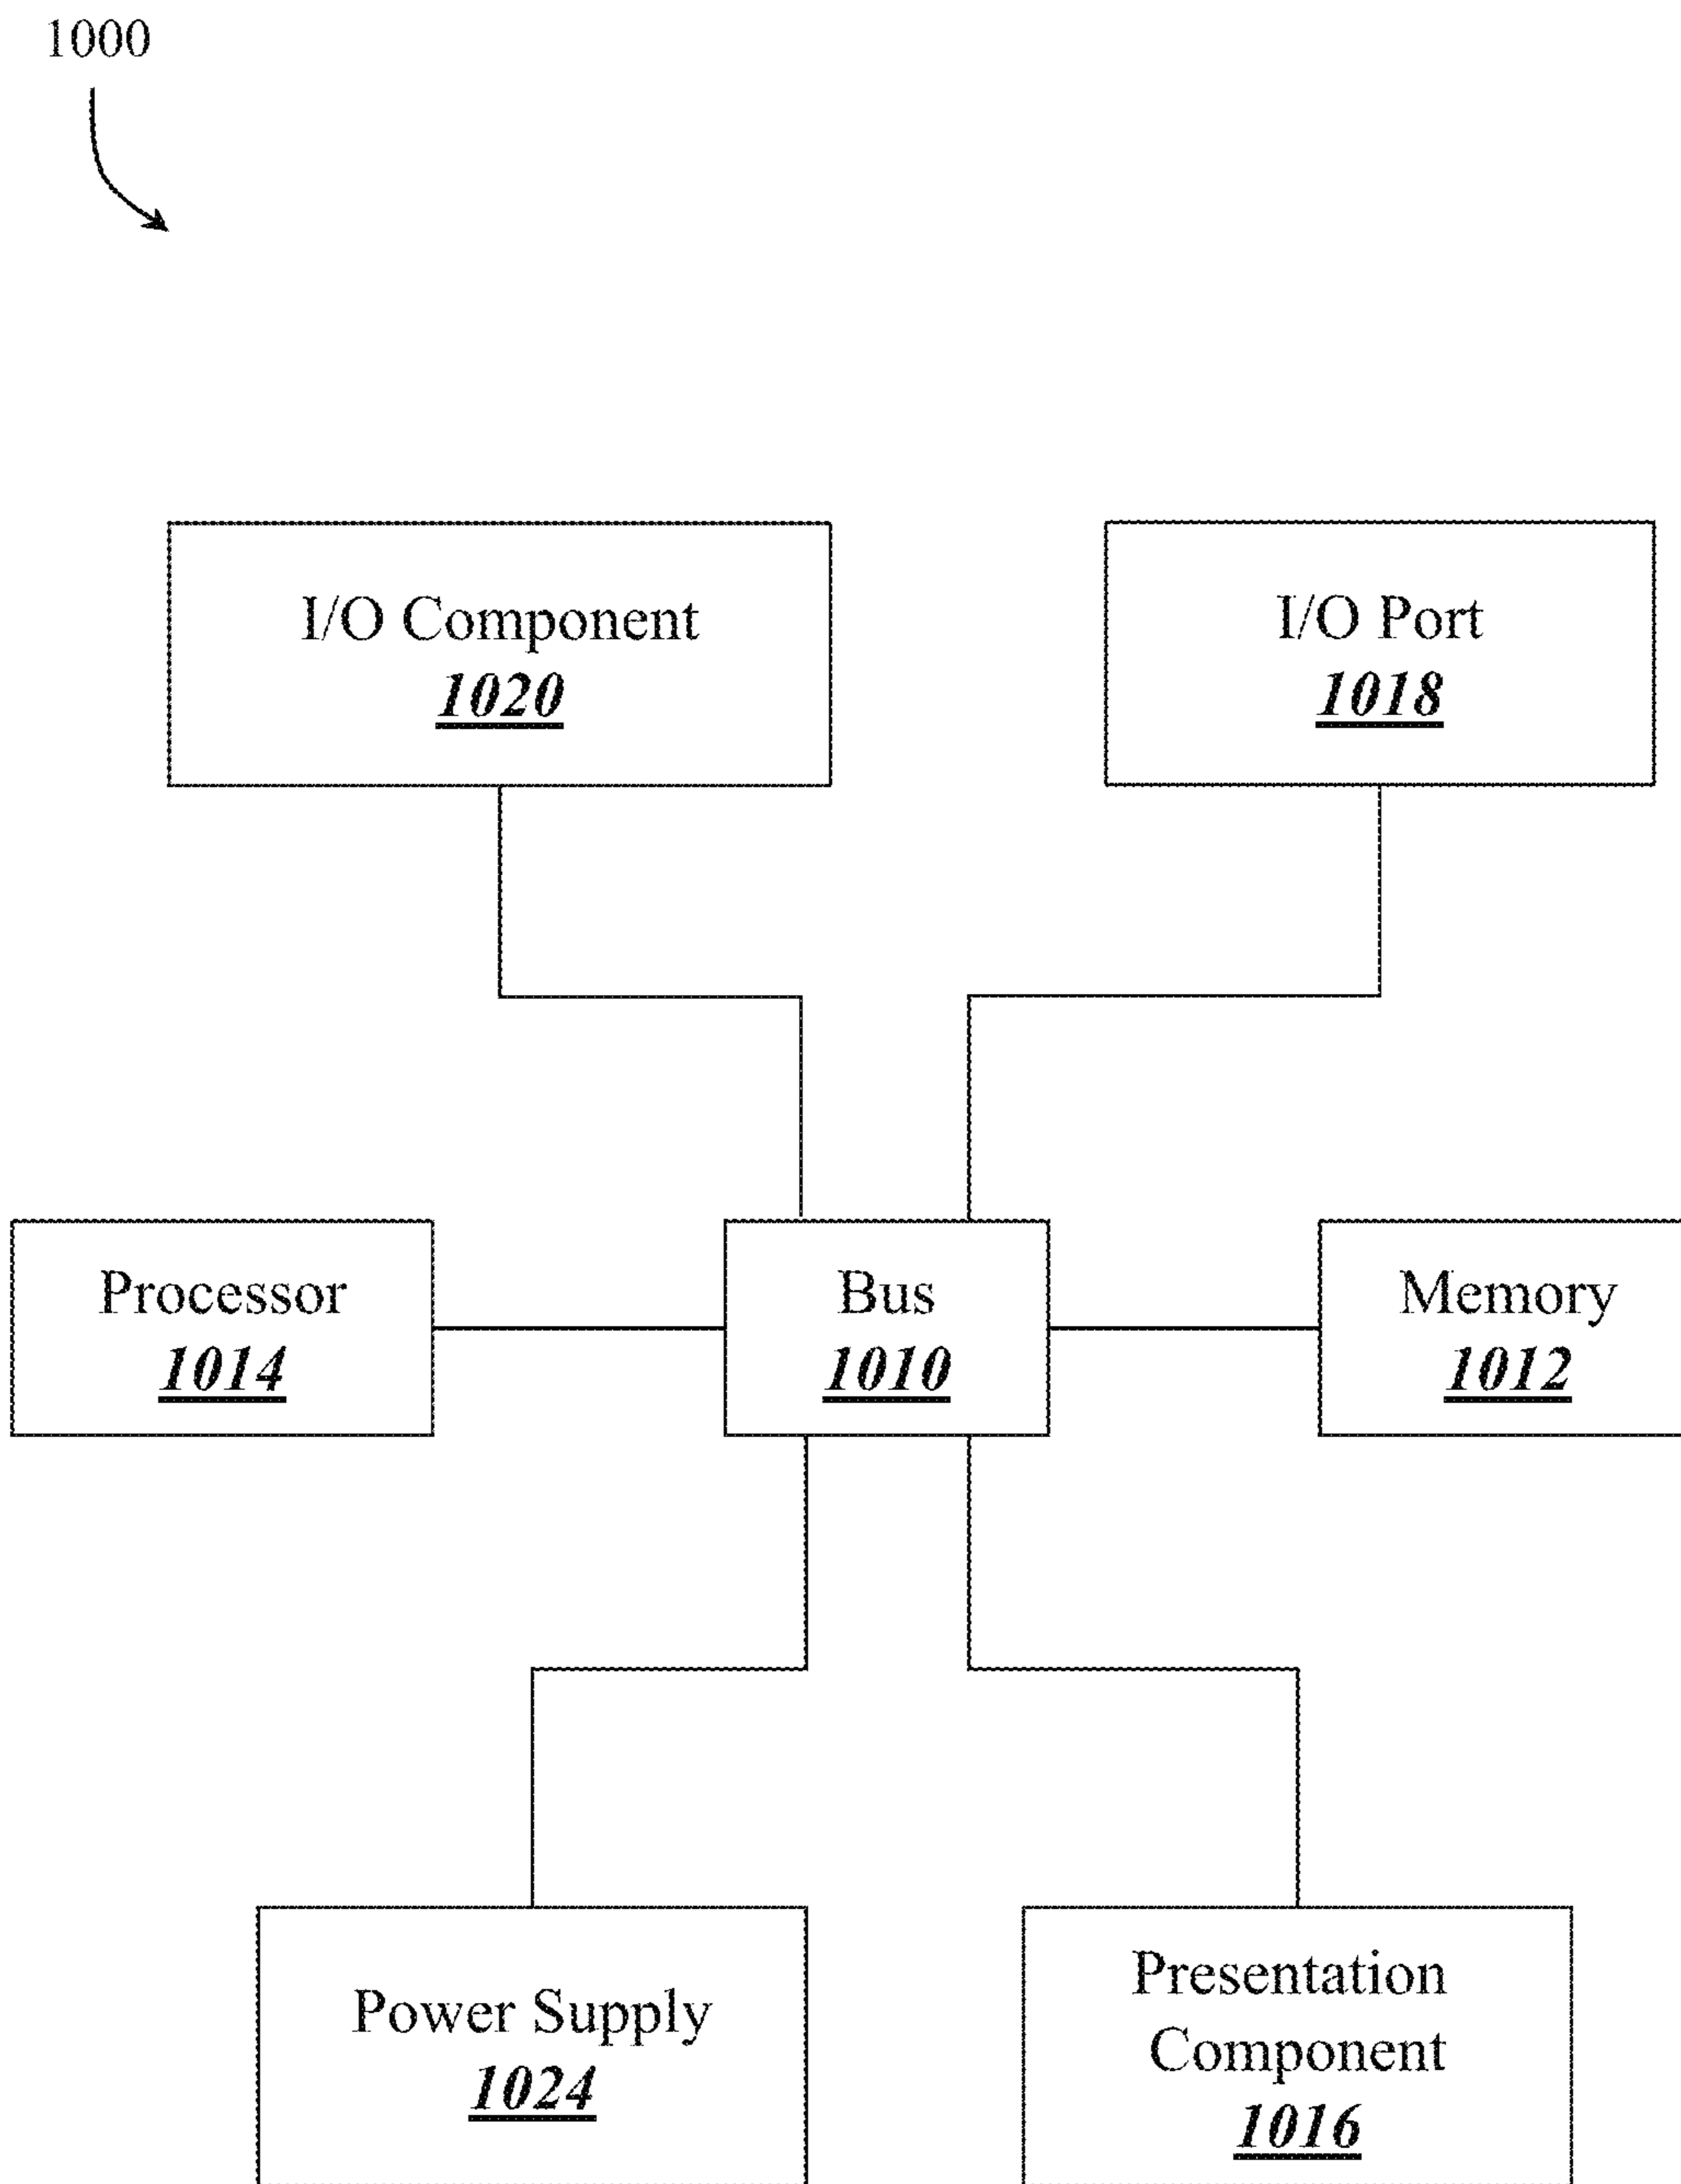 1000
I/O Component
1020
I/O Port
1018
Processor
1014
Bus
1010
Memory
1012
Power Supply
1024
Presentation
Component
1016